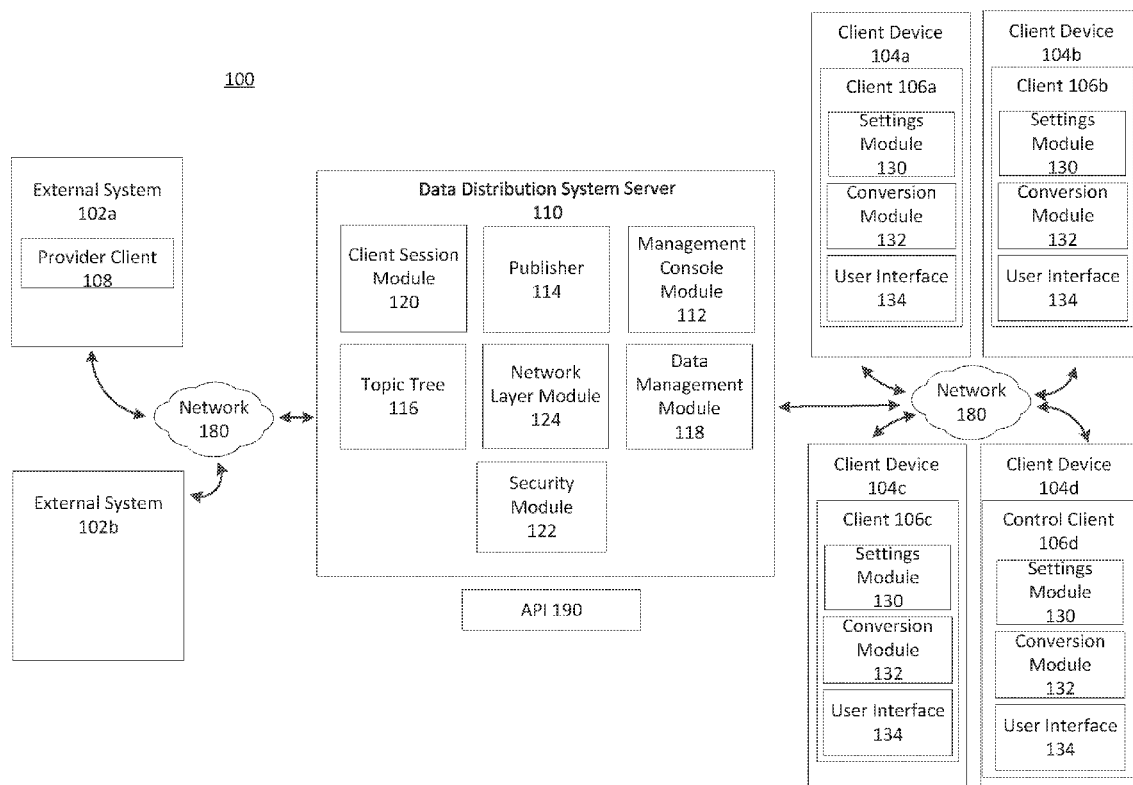 100
External System
102a
Provider Client
108
Network
180
External System
102b
Data Distribution System Server
110
Client Session
Module
120
Publisher
114
Management
Console
Module
112
Topic Tree
116
Network
Layer Module
124
Data
Management
Module
118
Security
Module
122
API 190
Client Device
104a
Client 106a
Settings
Module
130
Conversion
Module
132
User Interface
134
Client Device
104b
Client 106b
Settings
Module
130
Conversion
Module
132
User Interface
134
Network
180
Client Device
104c
Client 106c
Settings
Module
130
Conversion
Module
132
User Interface
134
Client Device
104d
Control Client
106d
Settings
Module
130
Conversion
Module
132
User Interface
134